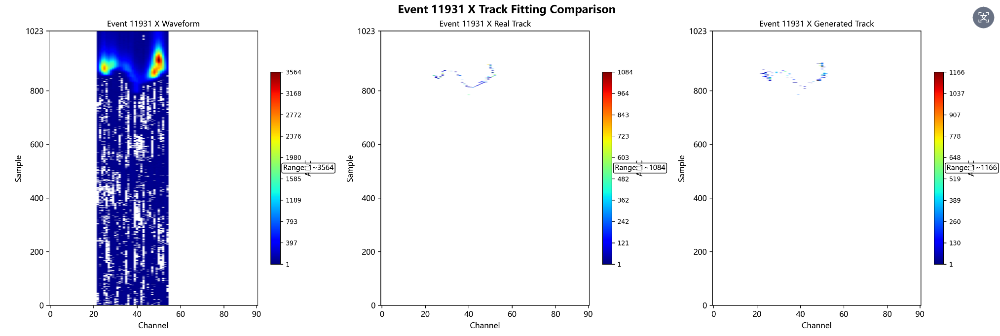 Event 11931 X Track Fitting Comparison
Event 11931 X Waveform
1023
800
600
400
200
0
Sample
0 20 40 60 80 90
Channel
3564
3168
2772
2376
1980
1585
1189
793
397
1
Range: 1~3564
Event 11931 X Real Track
1023
800
600
400
200
0
Sample
0 20 40 60 80 90
Channel
1084
964
843
723
603
482
362
242
121
1
Range: 1~1084
Event 11931 X Generated Track
1023
800
600
400
200
0
Sample
0 20 40 60 80 90
Channel
1166
1037
907
778
648
519
389
260
130
1
Range: 1~1166
文